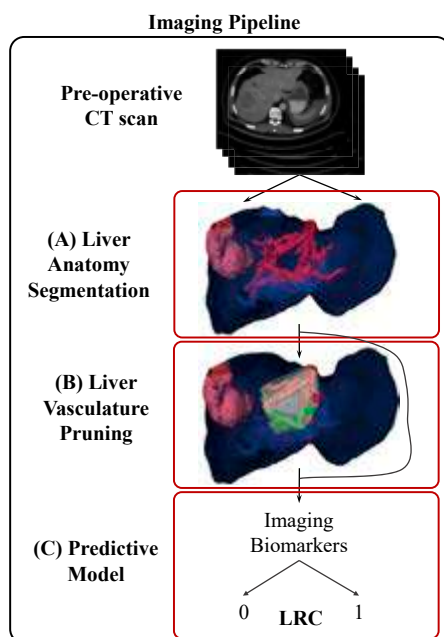 Imaging Pipeline
Pre-operative
CT scan
(A) Liver
Anatomy
Segmentation
(B) Liver
Vasculature
Pruning
(C) Predictive
Model
Imaging
Biomarkers
0 LRC 1